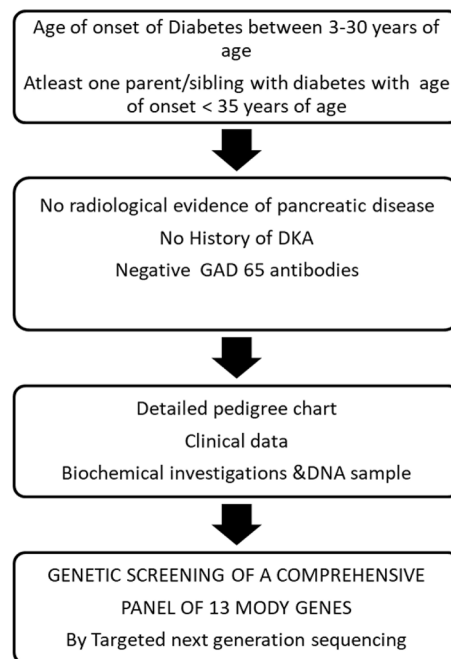 Age of onset of Diabetes between 3-30 years of
age
Atleast one parent/sibling with diabetes with age
of onset < 35 years of age
No radiological evidence of pancreatic disease
No History of DKA
Negative GAD 65 antibodies
Detailed pedigree chart
Clinical data
Biochemical investigations &DNA sample
GENETIC SCREENING OF A COMPREHENSIVE
PANEL OF 13 MODY GENES
By Targeted next generation sequencing